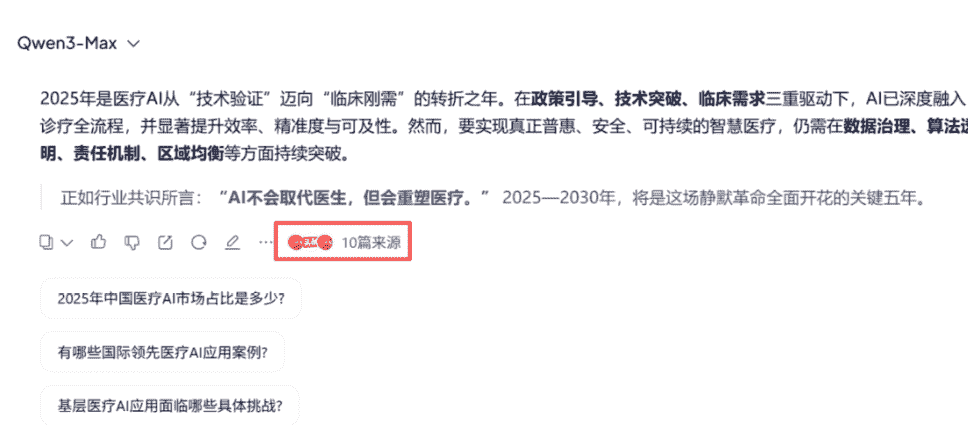 Qwen3-Max
2025年是医疗AI从“技术验证”迈向“临床刚需”的转折之年。在政策引导、技术突破、临床需求三重驱动下，AI已深度融入
诊疗全流程，并显著提升效率、精准度与可及性。然而，要实现真正普惠、安全、可持续的智慧医疗，仍需在数据治理、算法透
明、责任机制、区域均衡等方面持续突破。
正如行业共识所言：“AI不会取代医生，但会重塑医疗。” 2025—2030年，将是这场静默革命全面开花的关键五年。
10篇来源
2025年中国医疗AI市场占比是多少?
有哪些国际领先医疗AI应用案例?
基层医疗AI应用面临哪些具体挑战?